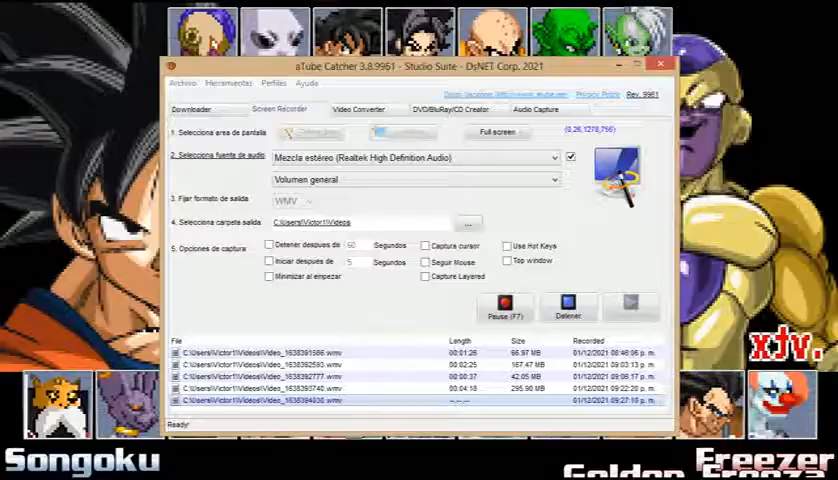 aTube Catcher 3.8.9961 - Studio Suite - DsNET Corp. 2021
Archivo Herramientas Perfiles Ayuda
Privacy Policy Rev. 9961
Downloader Screen Recorder Video Converter DVD/BluRay/CD Creator Audio Capture
1. Selecciona area de pantalla Full screen (0,26,1278,756)
2. Selecciona fuente de audio Mezcla estéreo (Realtek High Definition Audio)
Volumen general
3. Fijar formato de salida WMV
4. Selecciona carpeta salida C:\Users\Victor1\Videos ...
5. Opciones de captura Detener despues de 60 Segundos Captura cursor Use Hot Keys
Iniciar despues de 5 Segundos Seguir Mouse Top window
Minimizar al empezar Captura Layered
Pause (F7) Detener
File Length Size Recorded
C:\Users\Victor1\Videos\Video_1638391586.wmv 00:01:26 66.97 MB 01/12/2021 08:46:06 p. m.
C:\Users\Victor1\Videos\Video_1638392593.wmv 00:02:25 167.47 MB 01/12/2021 09:03:13 p. m.
C:\Users\Victor1\Videos\Video_1638392777.wmv 00:00:37 42.05 MB 01/12/2021 09:06:17 p. m.
C:\Users\Victor1\Videos\Video_1638393740.wmv 00:04:18 295.90 MB 01/12/2021 09:22:20 p. m.
C:\Users\Victor1\Videos\Video_1638394030.wmv --.--.-- 01/12/2021 09:27:15 p. m.
Ready
xtv.
Songoku
Freezer
Golden Freeza